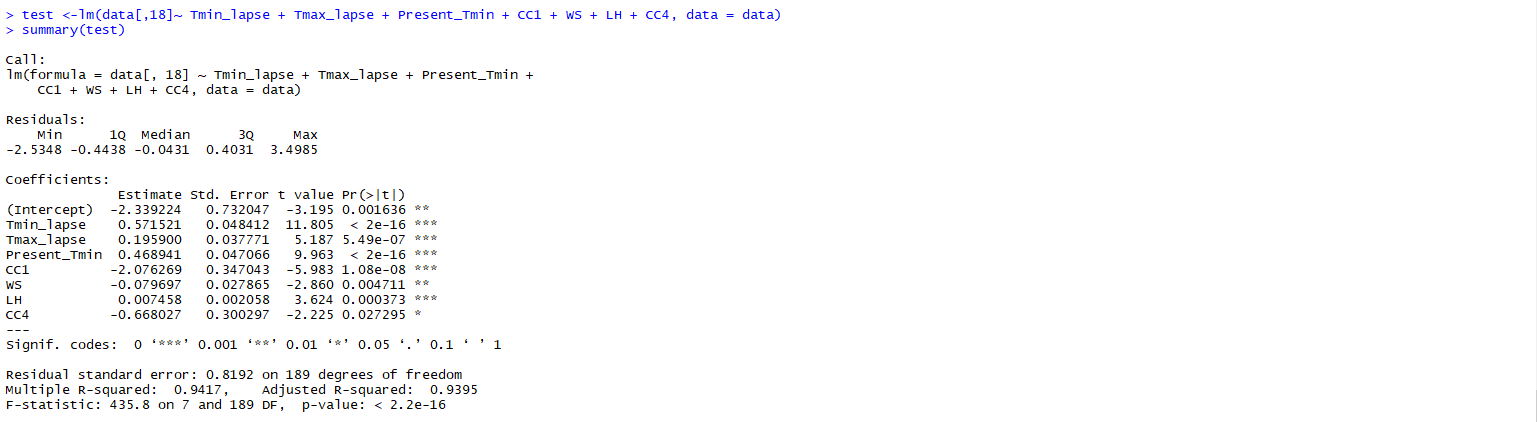 > test <-lm(data[,18]~ Tmin_lapse + Tmax_lapse + Present_Tmin + CC1 + WS + LH + CC4, data = data)
> summary(test)
Call:
lm(formula = data[, 18] ~ Tmin_lapse + Tmax_lapse + Present_Tmin +
    CC1 + WS + LH + CC4, data = data)
Residuals:
    Min      1Q  Median      3Q     Max
-2.5348 -0.4438 -0.0431  0.4031  3.4985
Coefficients:
              Estimate Std. Error t value Pr(>|t|)
(Intercept)  -2.339224   0.732047  -3.195 0.001636 **
Tmin_lapse    0.571521   0.048412  11.805  < 2e-16 ***
Tmax_lapse    0.195900   0.037771   5.187 5.49e-07 ***
Present_Tmin  0.468941   0.047066   9.963  < 2e-16 ***
CC1          -2.076269   0.347043  -5.983 1.08e-08 ***
WS           -0.079697   0.027865  -2.860 0.004711 **
LH            0.007458   0.002058   3.624 0.000373 ***
CC4          -0.668027   0.300297  -2.225 0.027295 *
---
Signif. codes:  0 ‘***’ 0.001 ‘**’ 0.01 ‘*’ 0.05 ‘.’ 0.1 ‘ ’ 1
Residual standard error: 0.8192 on 189 degrees of freedom
Multiple R-squared:  0.9417,    Adjusted R-squared:  0.9395
F-statistic: 435.8 on 7 and 189 DF,  p-value: < 2.2e-16